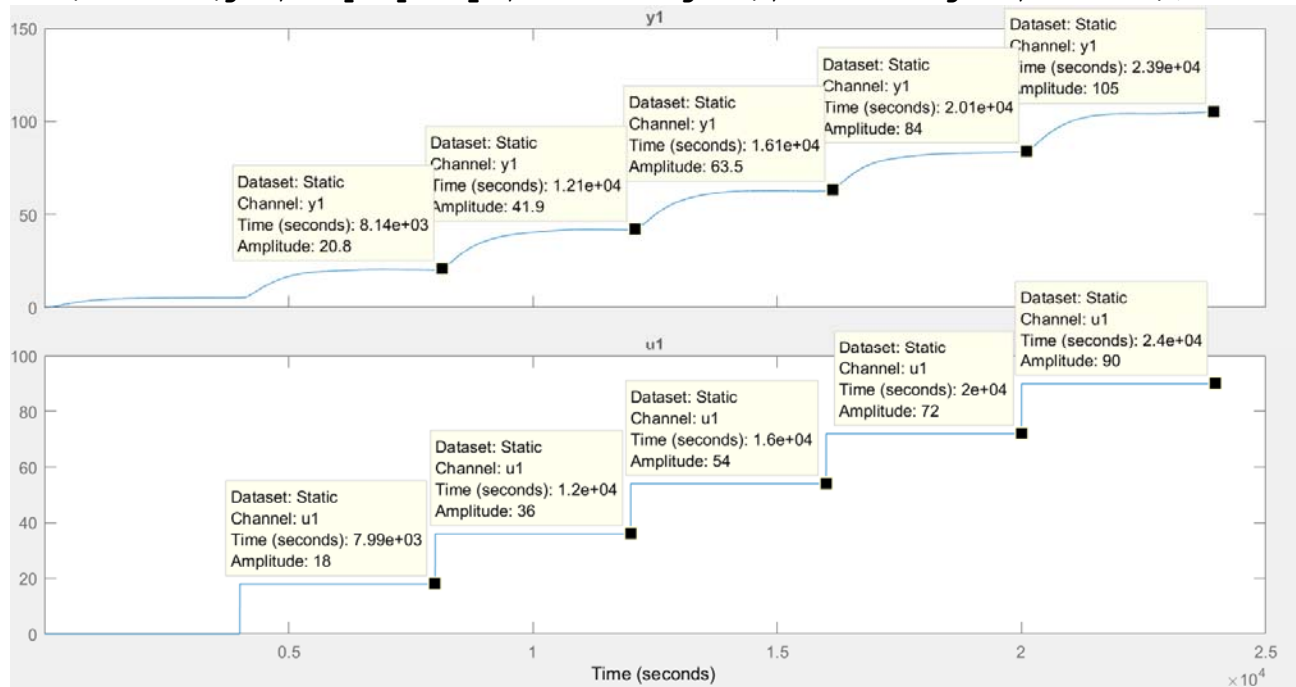 y1
150
100
50
0
Dataset: Static
Channel: y1
Time (seconds): 8.14e+03
Amplitude: 20.8
Dataset: Static
Channel: y1
Time (seconds): 1.21e+04
Amplitude: 41.9
Dataset: Static
Channel: y1
Time (seconds): 1.61e+04
Amplitude: 63.5
Dataset: Static
Channel: y1
Time (seconds): 2.01e+04
Amplitude: 84
Dataset: Static
Channel: y1
Time (seconds): 2.39e+04
Amplitude: 105
u1
100
80
60
40
20
0
Dataset: Static
Channel: u1
Time (seconds): 7.99e+03
Amplitude: 18
Dataset: Static
Channel: u1
Time (seconds): 1.2e+04
Amplitude: 36
Dataset: Static
Channel: u1
Time (seconds): 1.6e+04
Amplitude: 54
Dataset: Static
Channel: u1
Time (seconds): 2e+04
Amplitude: 72
Dataset: Static
Channel: u1
Time (seconds): 2.4e+04
Amplitude: 90
0.5 1 1.5 2 2.5
Time (seconds)
×10^4